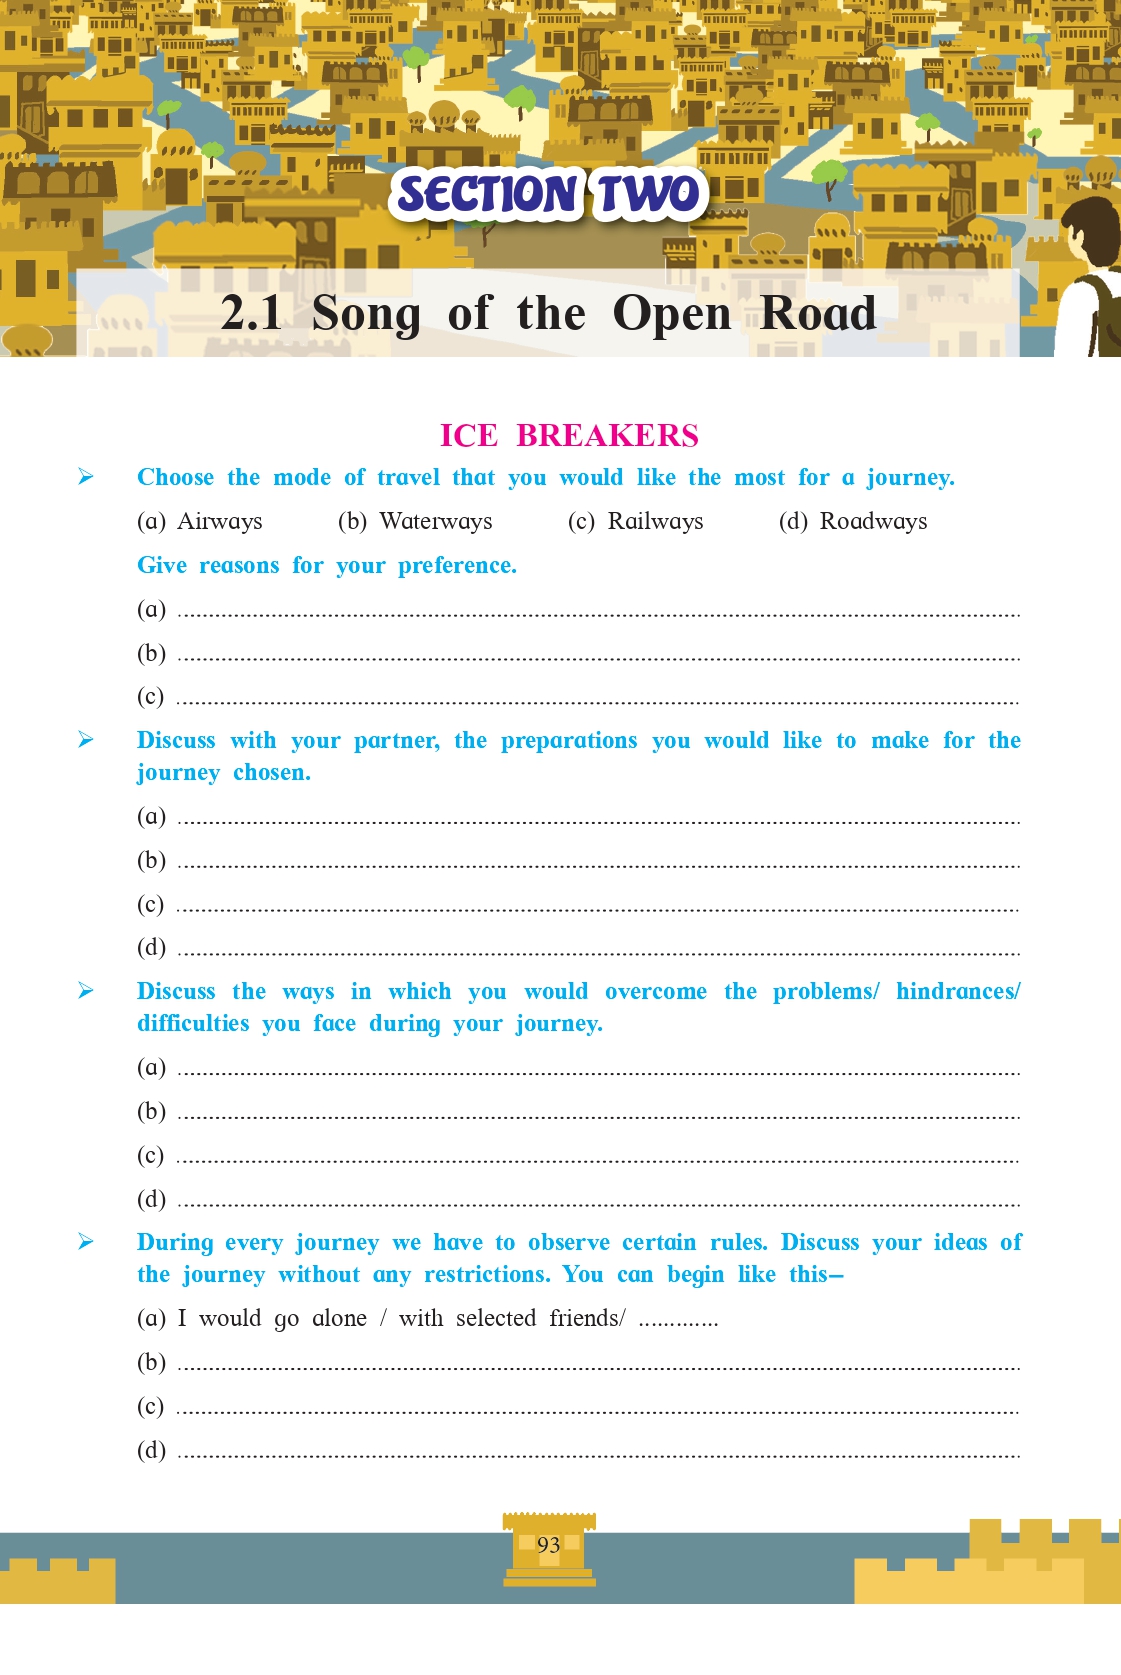 SECTION TWO
2.1 Song of the Open Road
ICE BREAKERS
➢ Choose the mode of travel that you would like the most for a journey.
(a) Airways (b) Waterways (c) Railways (d) Roadways
Give reasons for your preference.
(a) ....................................................................
(b) ....................................................................
(c) ....................................................................
➢ Discuss with your partner, the preparations you would like to make for the
journey chosen.
(a) ....................................................................
(b) ....................................................................
(c) ....................................................................
(d) ....................................................................
➢ Discuss the ways in which you would overcome the problems/ hindrances/
difficulties you face during your journey.
(a) ....................................................................
(b) ....................................................................
(c) ....................................................................
(d) ....................................................................
➢ During every journey we have to observe certain rules. Discuss your ideas of
the journey without any restrictions. You can begin like this–
(a) I would go alone / with selected friends/ .............
(b) ....................................................................
(c) ....................................................................
(d) ....................................................................
93